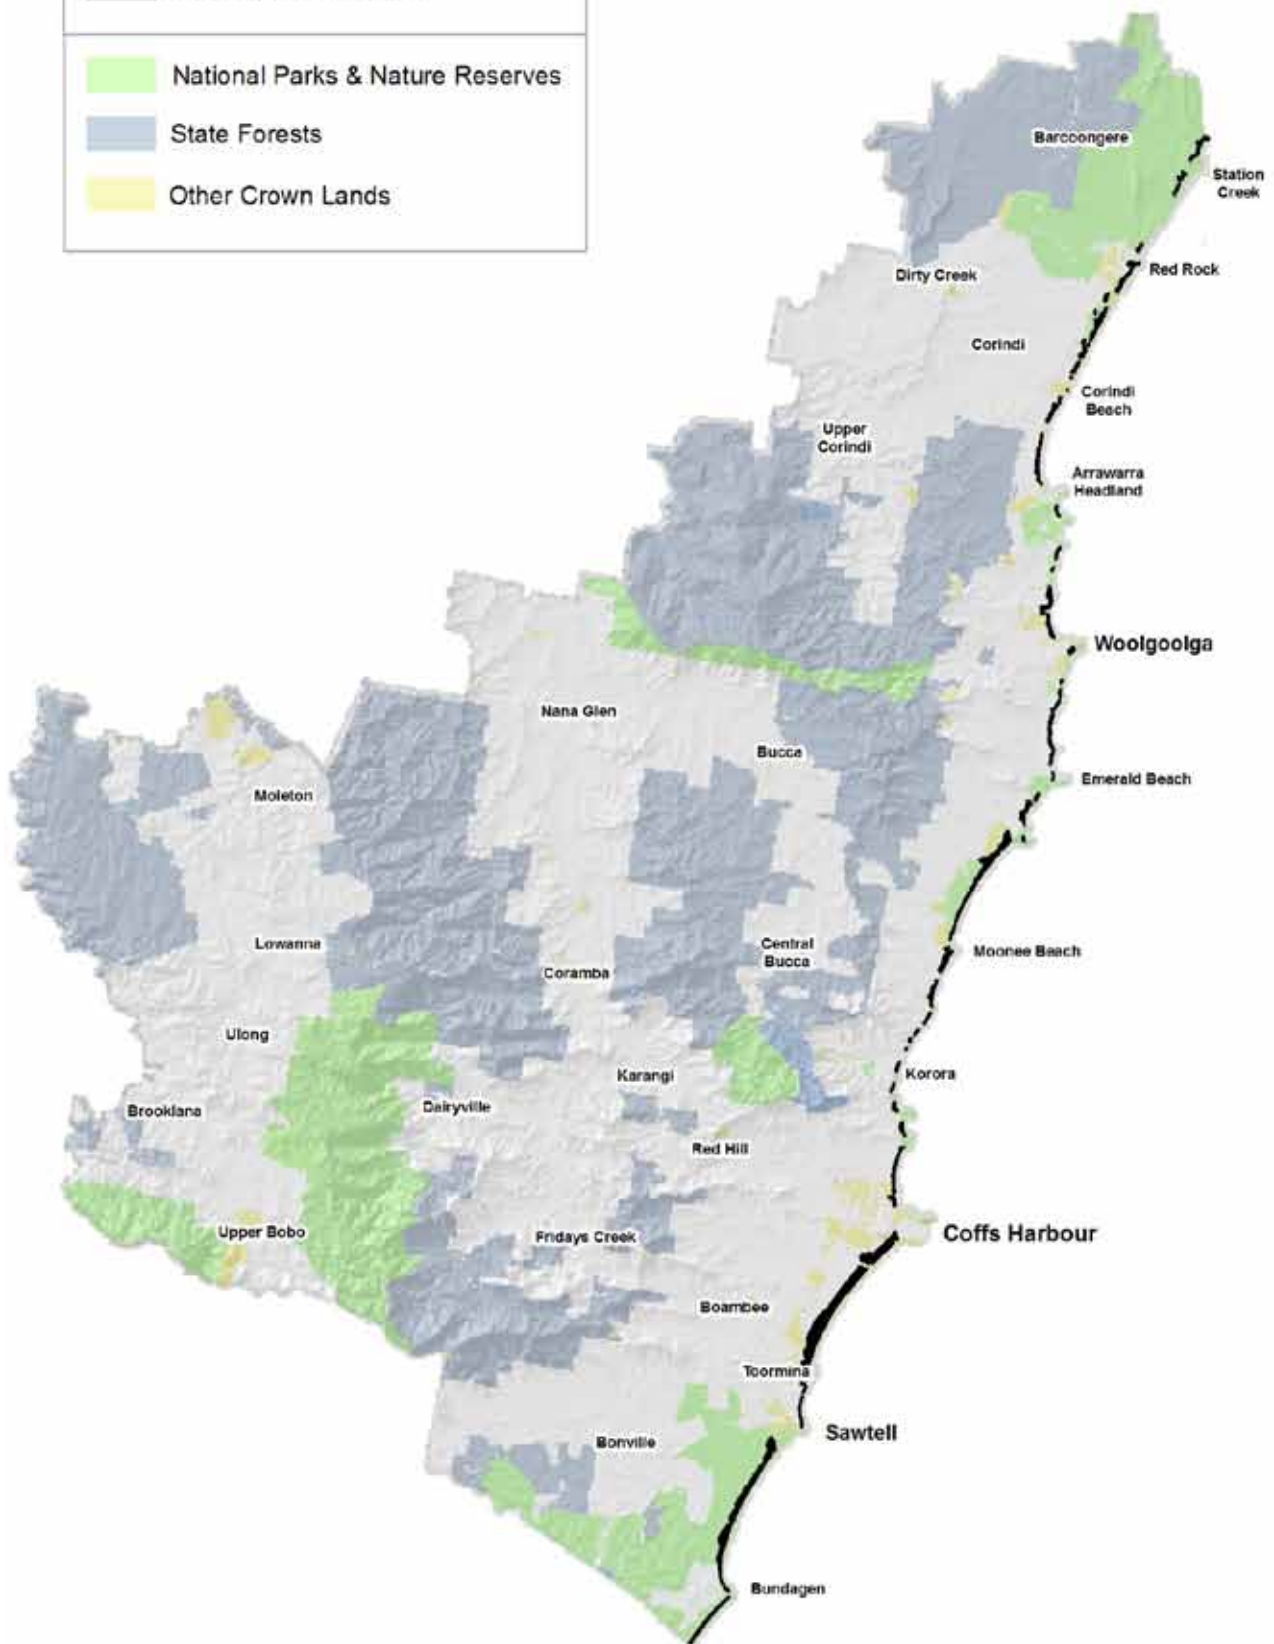 National Parks & Nature Reserves
State Forests
Other Crown Lands
Barcoongere
Station
Creek
Red Rock
Dirty Creek
Corindi
Corindi
Beach
Upper
Corindi
Arrawarra
Headland
Woolgoolga
Nana Glen
Bucca
Emerald Beach
Moleton
Lowanna
Central
Bucca
Moonee Beach
Coramba
Ulong
Karangi
Korora
Brooklana
Dairyville
Red Hill
Upper Bobo
Fridays Creek
Coffs Harbour
Boambee
Toormina
Sawtell
Bonville
Bundagen